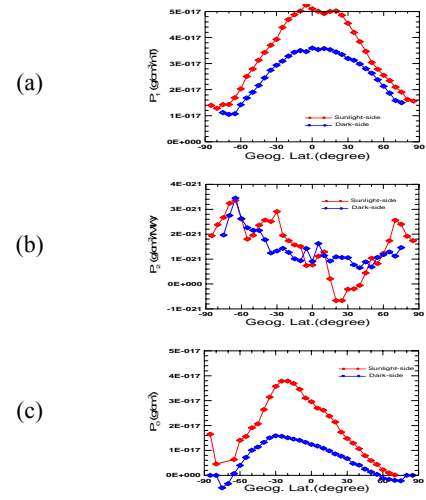 (a)
5E-017
4E-017
3E-017
2E-017
1E-017
0E+000
-90 -60 -30 0 30 60 90
Geog. Lat.(degree)
Sunlight-side
Dark-side
(b)
4E-021
3E-021
2E-021
1E-021
0E+000
-1E-021
-90 -60 -30 0 30 60 90
Geog. Lat.(degree)
Sunlight-side
Dark-side
(c)
5E-017
4E-017
3E-017
2E-017
1E-017
0E+000
-90 -60 -30 0 30 60 90
Geog. Lat.(degree)
P₀(g/cm³)
Sunlight-side
Dark-side